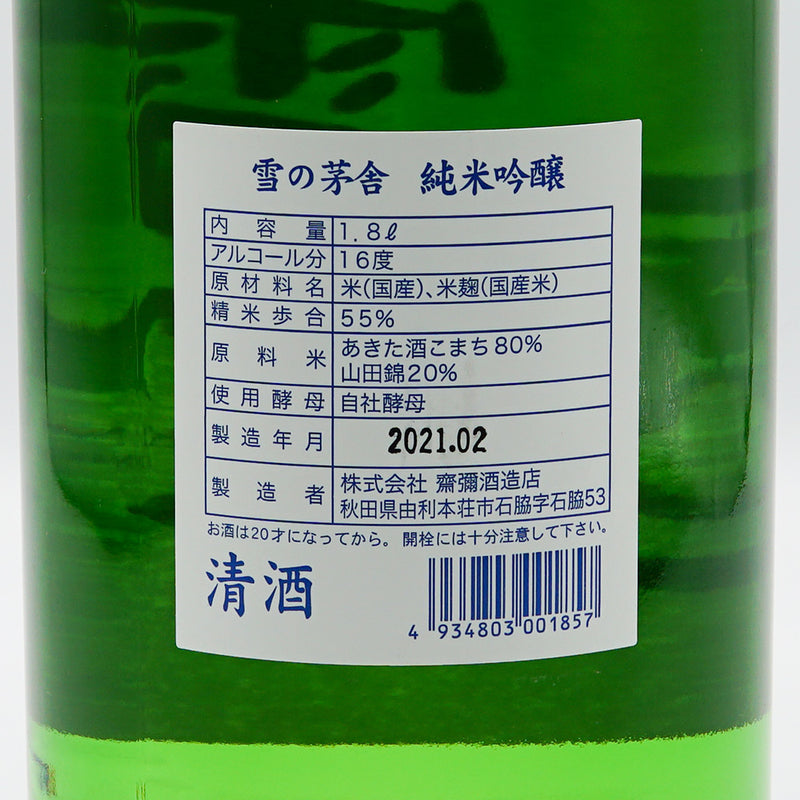 雪の茅舎 純米吟醸
内容量 1.8ℓ
アルコール分 16度
原材料名 米(国産)、米麹(国産米)
精米歩合 55%
原料米 あきた酒こまち80%
山田錦20%
使用酵母 自社酵母
製造年月 2021.02
製造者 株式会社 齋彌酒造店
秋田県由利本荘市石脇字石脇53
お酒は20才になってから。 開栓には十分注意して下さい。
清酒
4 934803 001857